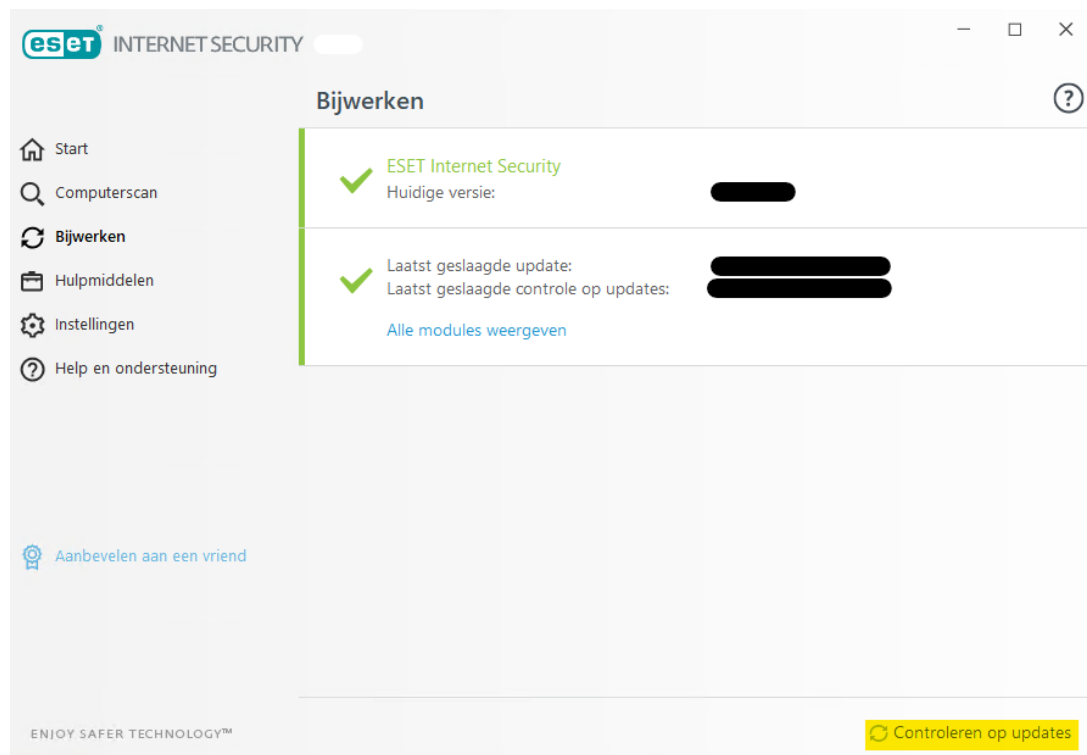 eset® INTERNET SECURITY
Bijwerken
Start
Computerscan
Bijwerken
Hulpmiddelen
Instellingen
Help en ondersteuning
Aanbevelen aan een vriend
ESET Internet Security
Huidige versie:
Laatst geslaagde update:
Laatst geslaagde controle op updates:
Alle modules weergeven
ENJOY SAFER TECHNOLOGY™
Controleren op updates